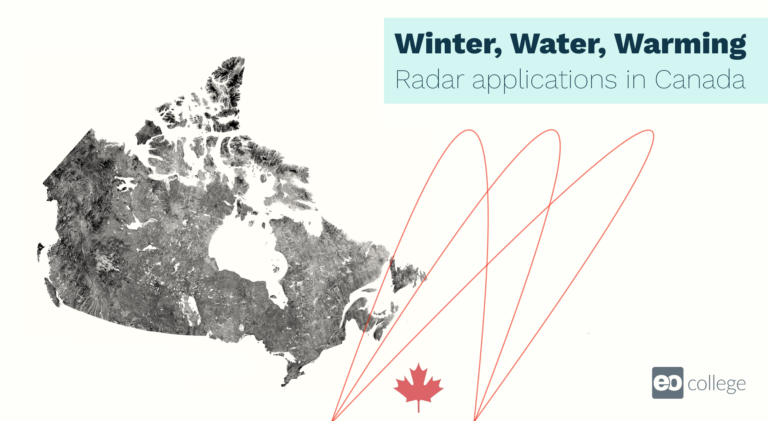 Winter, Water, Warming
Radar applications in Canada
eo college